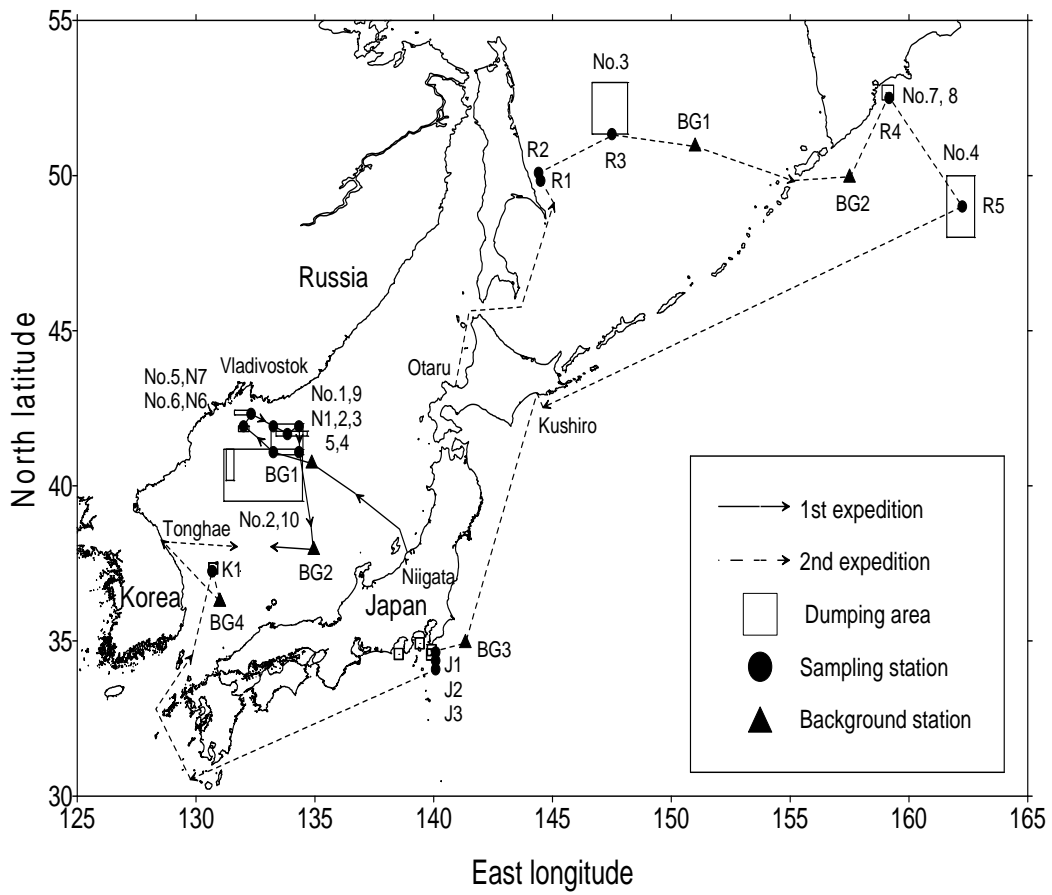 55
50
45
40
35
30
North latitude
125
130
135
140
145
150
155
160
165
East longitude
No.3
No.7, 8
BG1
R2
R4
R3
R1
No.4
BG2
R5
Russia
Vladivostok
Otaru
No.5,N7
No.1,9
No.6,N6
N1,2,3
5,4
Kushiro
BG1
No.2,10
Tonghae
BG2
Niigata
K1
Korea
Japan
BG4
BG3
J1
J2
J3
1st expedition
2nd expedition
Dumping area
Sampling station
Background station